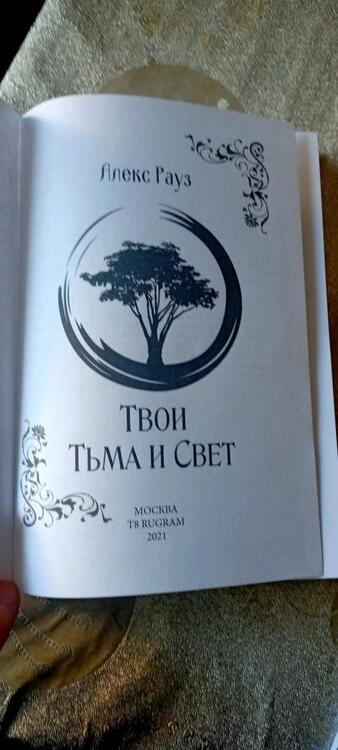 Алекс Рауз
Твои
Тьма и Свет
МОСКВА
T8 RUGRAM
2021